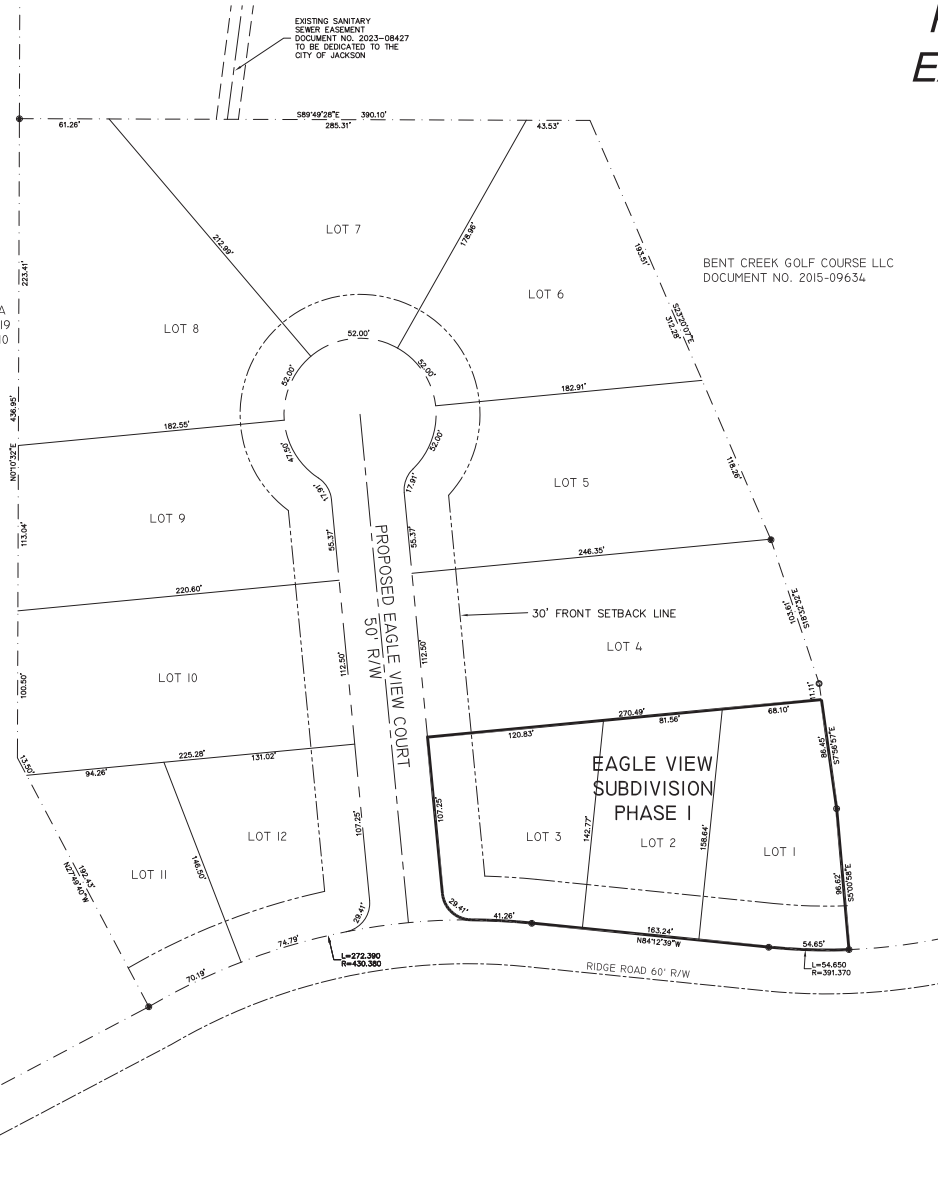 EXISTING SANITARY
SEWER EASEMENT
DOCUMENT NO. 2023-08427
TO BE DEDICATED TO THE
CITY OF JACKSON
E
S89°49'28"E 390.10'
61.26'
285.31'
43.53'
LOT 7
212.99'
178.96'
193.51'
223.41'
BENT CREEK GOLF COURSE LLC
DOCUMENT NO. 2015-09634
LOT 6
S23°20'07"E
312.28'
A
19
10
LOT 8
52.00'
52.00'
52.00'
182.91'
436.95'
N0°10'32"E
182.55'
47.50'
52.00'
118.26'
17.91'
17.91'
LOT 5
LOT 9
113.04'
55.37'
55.37'
246.35'
220.60'
PROPOSED EAGLE VIEW COURT
50' R/W
30' FRONT SETBACK LINE
S18°32'32"E
103.61'
112.50'
112.50'
LOT 4
LOT 10
100.50'
11.11'
270.49'
120.83'
81.56'
68.10'
225.28'
13.50'
94.26'
131.02'
86.45'
S7°56'57"E
EAGLE VIEW
SUBDIVISION
PHASE I
107.25'
107.25'
142.77'
158.64'
LOT 3
LOT 2
LOT 1
LOT 12
LOT 11
146.50'
192.43'
N27°49'40"W
96.62'
S5°00'58"E
29.41'
29.41'
41.26'
163.24'
N84°12'39"W
54.65'
74.79'
70.19'
L=272.390
R=430.380
L=54.650
R=391.370
RIDGE ROAD 60' R/W